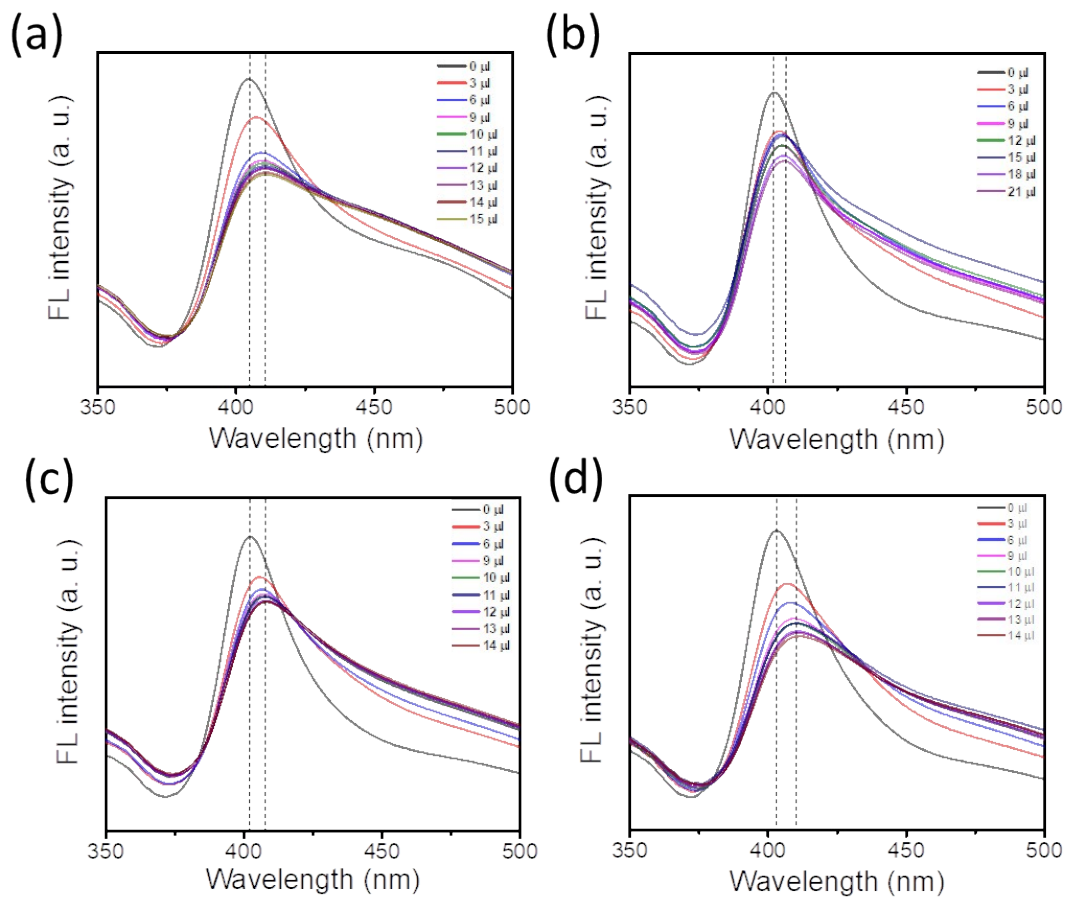 (a)
FL intensity (a. u.)
0 µl
3 µl
6 µl
9 µl
10 µl
11 µl
12 µl
13 µl
14 µl
15 µl
350 400 450 500
Wavelength (nm)
(b)
FL intensity (a. u.)
0 µl
3 µl
6 µl
9 µl
12 µl
15 µl
18 µl
21 µl
350 400 450 500
Wavelength (nm)
(c)
FL intensity (a. u.)
0 µl
3 µl
6 µl
9 µl
10 µl
11 µl
12 µl
13 µl
14 µl
350 400 450 500
Wavelength (nm)
(d)
FL intensity (a. u.)
0 µl
3 µl
6 µl
9 µl
10 µl
11 µl
12 µl
13 µl
14 µl
350 400 450 500
Wavelength (nm)